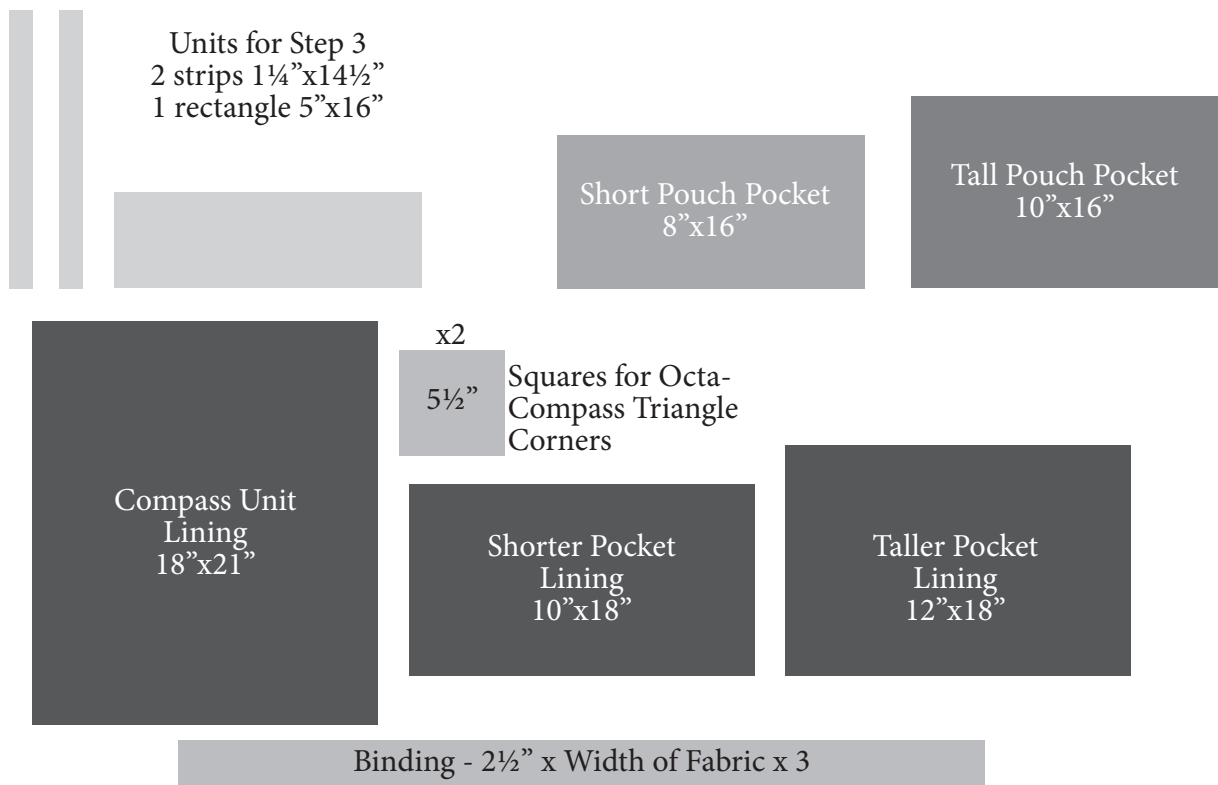 Units for Step 3
2 strips 1¼”x14½”
1 rectangle 5”x16”
Short Pouch Pocket
8”x16”
Tall Pouch Pocket
10”x16”
x2
5½”
Squares for Octa-
Compass Triangle
Corners
Compass Unit
Lining
18”x21”
Shorter Pocket
Lining
10”x18”
Taller Pocket
Lining
12”x18”
Binding - 2½” x Width of Fabric x 3